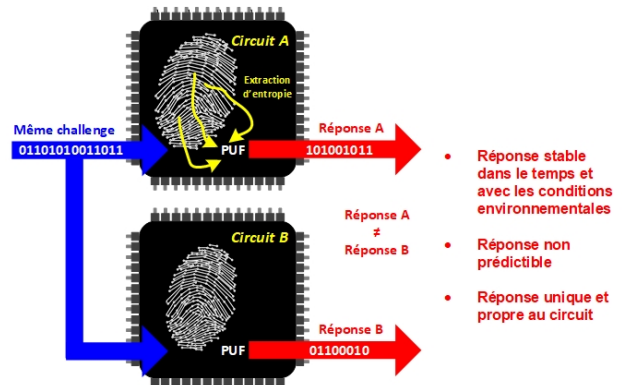 Circuit A
Extraction
d'entropie
Même challenge
01101010011011
PUF
Réponse A
101001011
Réponse A
≠
Réponse B
Circuit B
PUF
Réponse B
01100010
• Réponse stable
dans le temps et
avec les conditions
environnementales
• Réponse non
prédictible
• Réponse unique et
propre au circuit